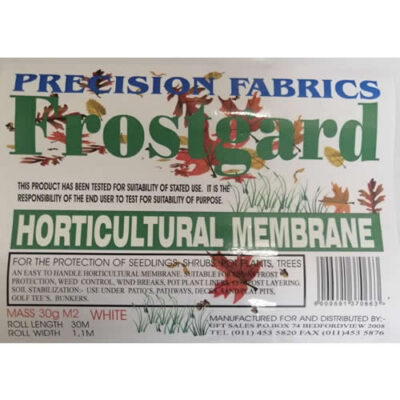 PRECISION FABRICS
Frostgard
THIS PRODUCT HAS BEEN TESTED FOR SUITABILITY OF STATED USE. IT IS THE
RESPONSIBILITY OF THE END USER TO TEST FOR SUITABILITY OF PURPOSE.
HORTICULTURAL MEMBRANE
FOR THE PROTECTION OF SEEDLINGS, SHRUBS, POT PLANTS, TREES
AN EASY TO HANDLE HORTICULTURAL MEMBRANE. SUITABLE FOR FROST
PROTECTION, WEED CONTROL, WIND BREAKS, POT PLANT LINERS, COMPOST LAYERING.
SOIL STABILIZATION:- USE UNDER PATIO'S, PATHWAYS, DECKS, PITS,
GOLF TEE'S, BUNKERS.
MASS 30g M2 WHITE
ROLL LENGTH 30M
ROLL WIDTH 1,1M
MANUFACTURED FOR AND DISTRIBUTED BY:-
GFT SALES P.O.BOX 74 BEDFORDVIEW 2008
TEL (011) 453 5820 FAX (011)453 5876